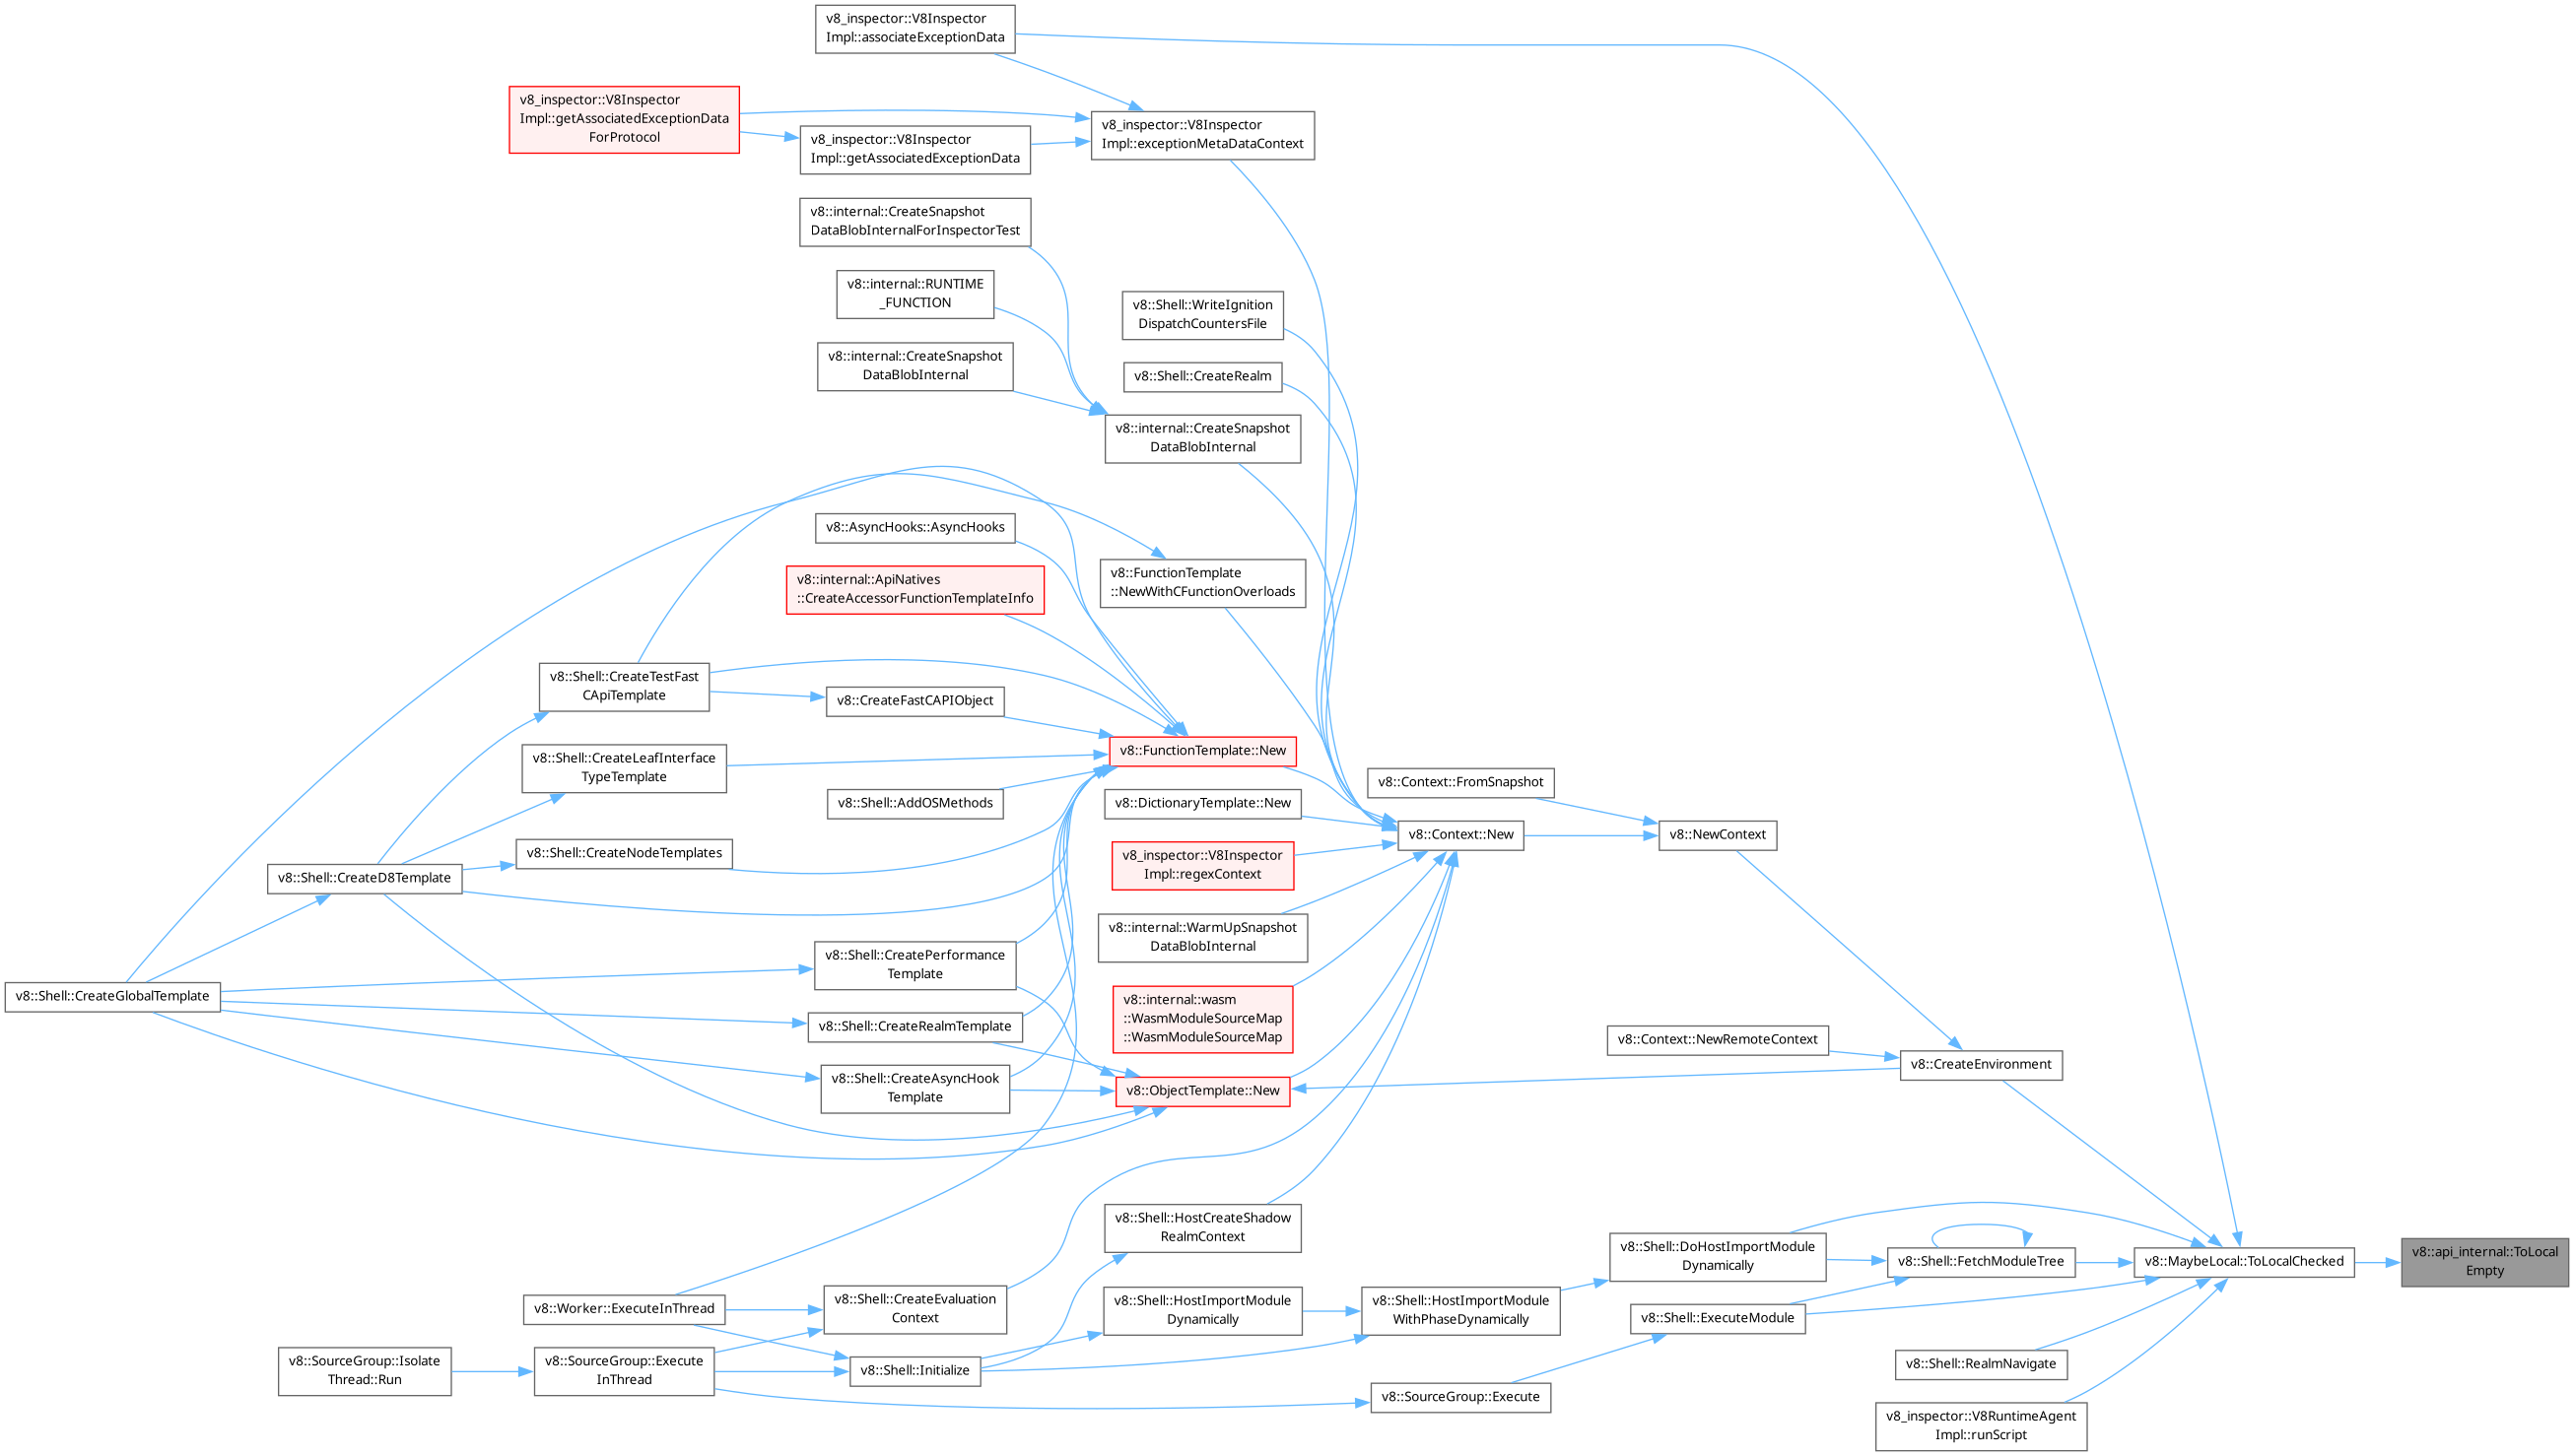 v8_inspector::V8Inspector
Impl::associateExceptionData
v8_inspector::V8Inspector
Impl::getAssociatedExceptionData
ForProtocol
v8_inspector::V8Inspector
Impl::getAssociatedExceptionData
v8_inspector::V8Inspector
Impl::exceptionMetaDataContext
v8::internal::CreateSnapshot
DataBlobInternalForInspectorTest
v8::internal::RUNTIME
_FUNCTION
v8::Shell::WriteIgnition
DispatchCountersFile
v8::internal::CreateSnapshot
DataBlobInternal
v8::Shell::CreateRealm
v8::internal::CreateSnapshot
DataBlobInternal
v8::AsyncHooks::AsyncHooks
v8::internal::ApiNatives
::CreateAccessorFunctionTemplateInfo
v8::FunctionTemplate
::NewWithCFunctionOverloads
v8::Shell::CreateTestFast
CApiTemplate
v8::CreateFastCAPIObject
v8::Shell::CreateLeafInterface
TypeTemplate
v8::FunctionTemplate::New
v8::Shell::AddOSMethods
v8::DictionaryTemplate::New
v8::Context::FromSnapshot
v8::Context::New
v8::NewContext
v8::Shell::CreateNodeTemplates
v8::Shell::CreateD8Template
v8_inspector::V8Inspector
Impl::regexContext
v8::internal::WarmUpSnapshot
DataBlobInternal
v8::Shell::CreatePerformance
Template
v8::Shell::CreateGlobalTemplate
v8::Shell::CreateRealmTemplate
v8::internal::wasm
::WasmModuleSourceMap
::WasmModuleSourceMap
v8::Context::NewRemoteContext
v8::CreateEnvironment
v8::Shell::CreateAsyncHook
Template
v8::ObjectTemplate::New
v8::Shell::HostCreateShadow
RealmContext
v8::Shell::DoHostImportModule
Dynamically
v8::Shell::FetchModuleTree
v8::MaybeLocal::ToLocalChecked
v8::api_internal::ToLocal
Empty
v8::Worker::ExecuteInThread
v8::Shell::CreateEvaluation
Context
v8::Shell::HostImportModule
Dynamically
v8::Shell::HostImportModule
WithPhaseDynamically
v8::Shell::ExecuteModule
v8::SourceGroup::Isolate
Thread::Run
v8::SourceGroup::Execute
InThread
v8::Shell::Initialize
v8::Shell::RealmNavigate
v8::SourceGroup::Execute
v8_inspector::V8RuntimeAgent
Impl::runScript